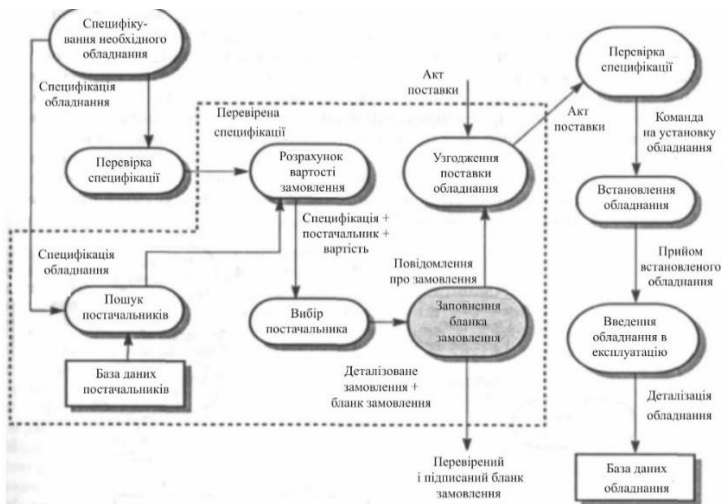 Специфіку-
вання необхідного
обладнання
Специфікація
обладнання
Перевірка
специфікації
Перевірена
специфікації
Розрахунок
вартості
замовлення
Акт
поставки
Узгодження
поставки
обладнання
Акт
поставки
Перевірка
специфікації
Команда
на установку
обладнання
Встановлення
обладнання
Специфікація
обладнання
Пошук
постачальників
База даних
постачальників
Специфікація +
постачальник +
вартість
Вибір
постачальника
Повідомлення
про замовлення
Заповнення
бланка
замовлення
Деталізоване
замовлення +
бланк замовлення
Перевірений
і підписаний бланк
замовлення
Прийом
встановленого
обладнання
Введення
обладнання в
експлуатацію
Деталізація
обладнання
База даних
обладнання